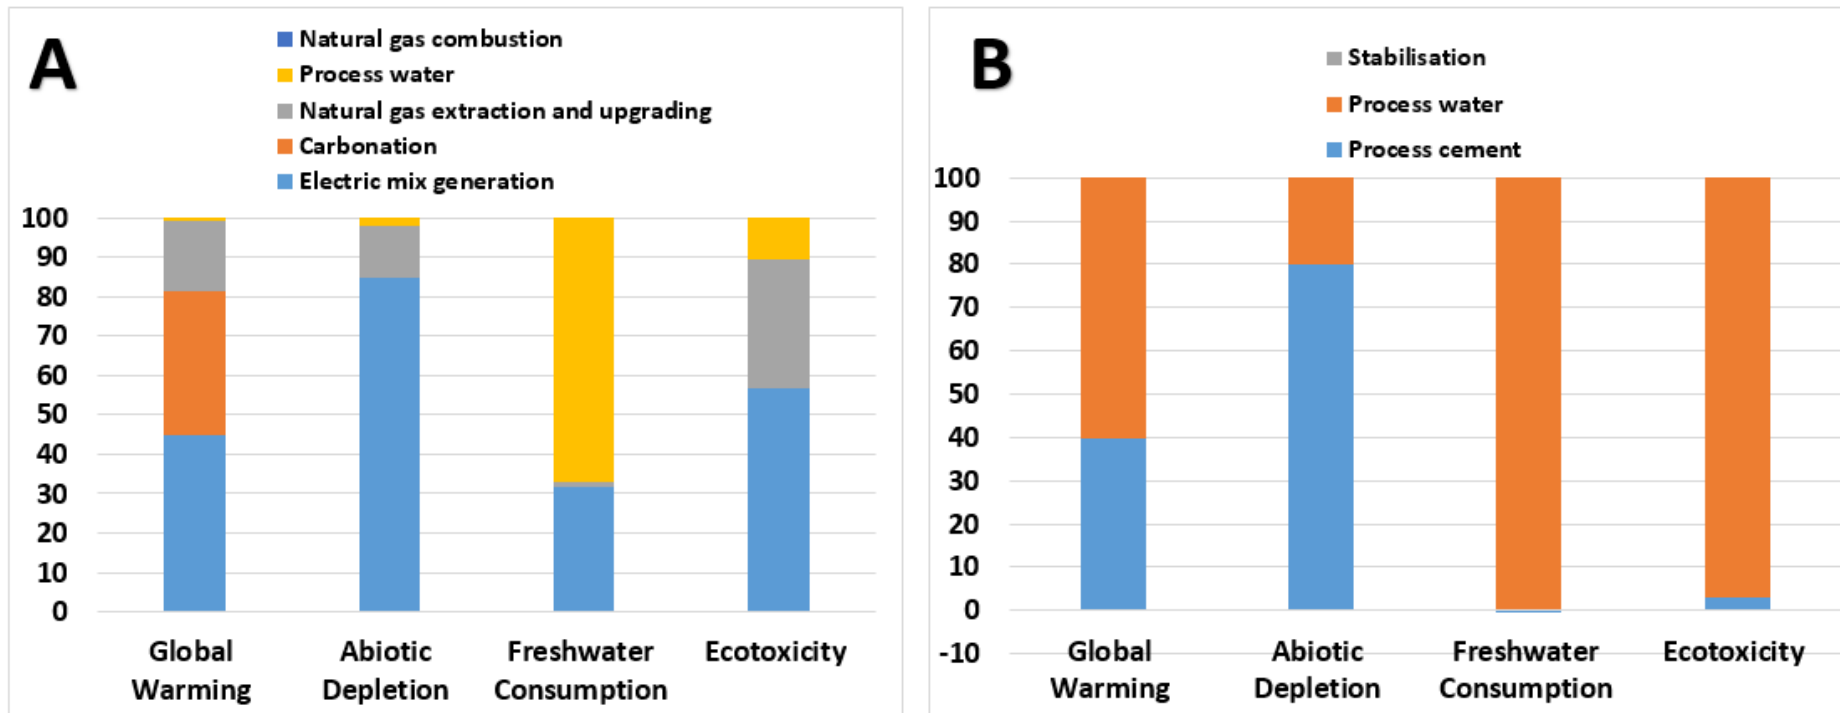 A
Natural gas combustion
Process water
Natural gas extraction and upgrading
Carbonation
Electric mix generation
100
90
80
70
60
50
40
30
20
10
0
Global
Warming
Abiotic
Depletion
Freshwater
Consumption
Ecotoxicity
B
Stabilisation
Process water
Process cement
100
90
80
70
60
50
40
30
20
10
0
-10
Global
Warming
Abiotic
Depletion
Freshwater
Consumption
Ecotoxicity